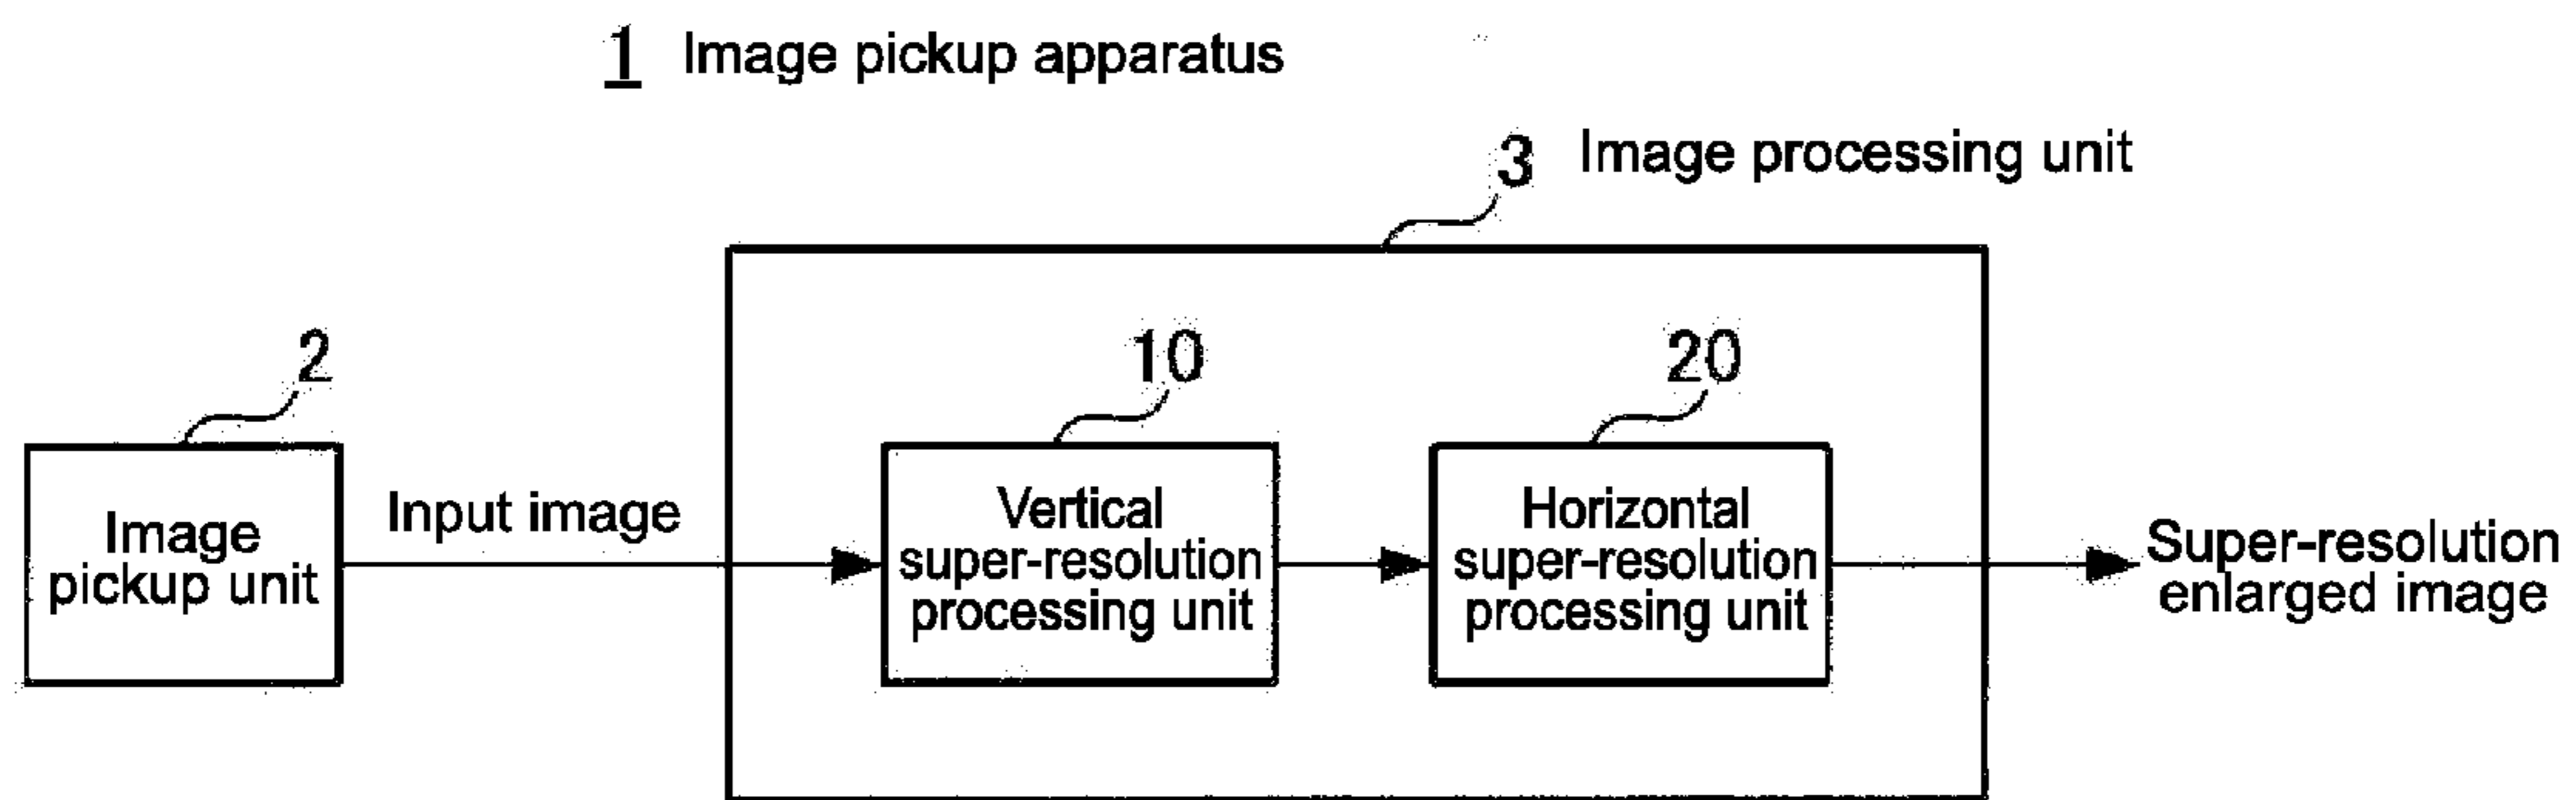 1 Image pickup apparatus
3 Image processing unit
2
10
20
Image
pickup unit
Input image
Vertical
super-resolution
processing unit
Horizontal
super-resolution
processing unit
Super-resolution
enlarged image